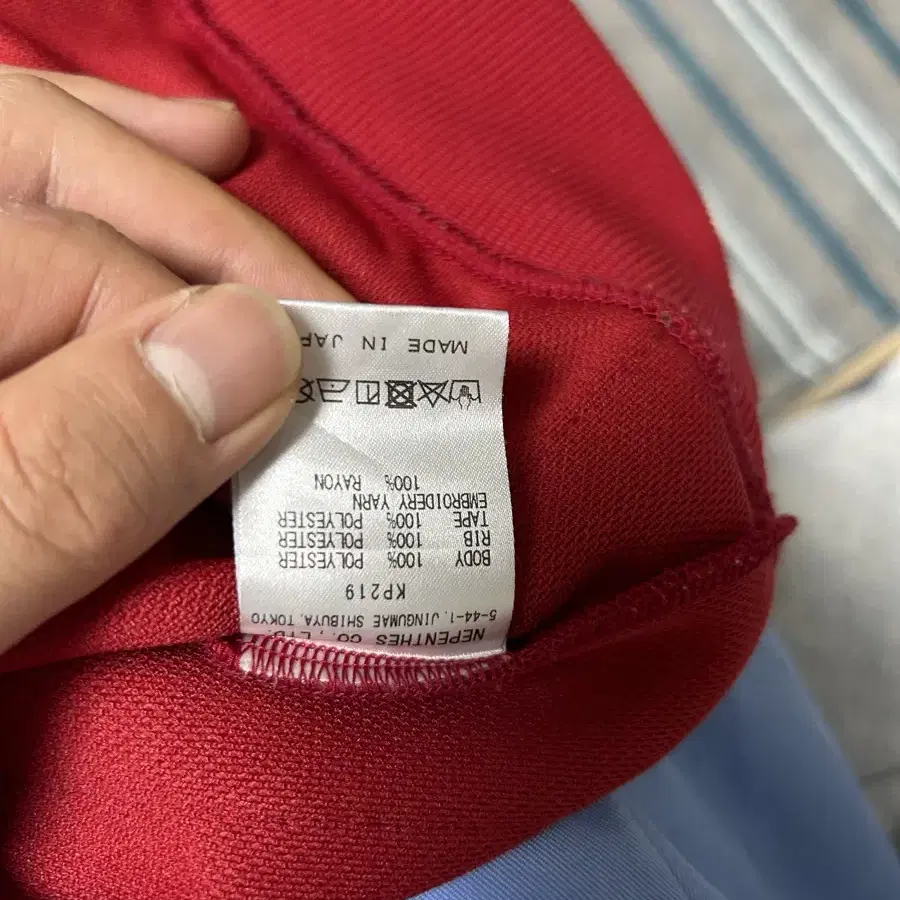 NEPENTHES CO., LTD.
5-44-1, JINGUMAE SHIBUYA, TOKYO
KP219
BODY 100% POLYESTER
RIB 100% POLYESTER
TAPE 100% POLYESTER
EMBROIDERY YARN
100% RAYON
MADE IN JAP